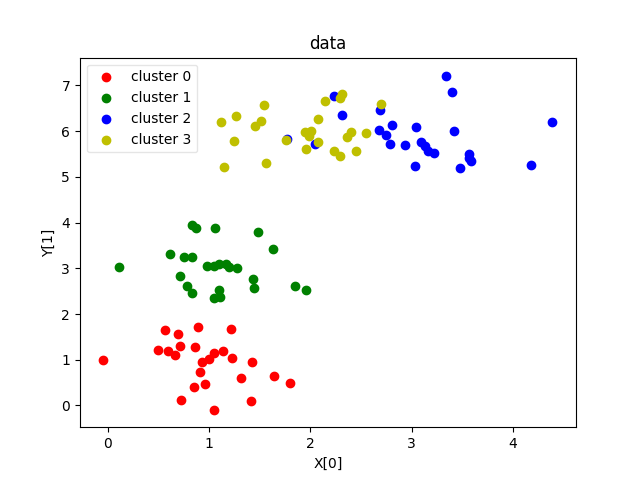 data
cluster 0
cluster 1
cluster 2
cluster 3
7
6
5
4
3
2
1
0
Y[1]
0 1 2 3 4
X[0]